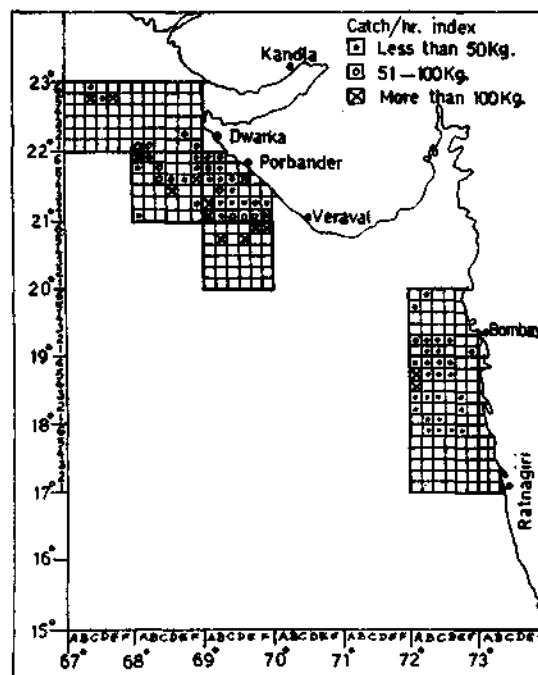 Catch/hr. index
Less than 50Kg.
51-100Kg.
More than 100Kg.
Kandla
Dwarka
Porbander
Veraval
Bombay
Ratnagiri
23°
22°
21°
20°
19°
18°
17°
16°
15°
A B C D E F A B C D E F A B C D E F A B C D E F A B C D E F A B C D E F A B C D E
67° 68° 69° 70° 71° 72° 73°